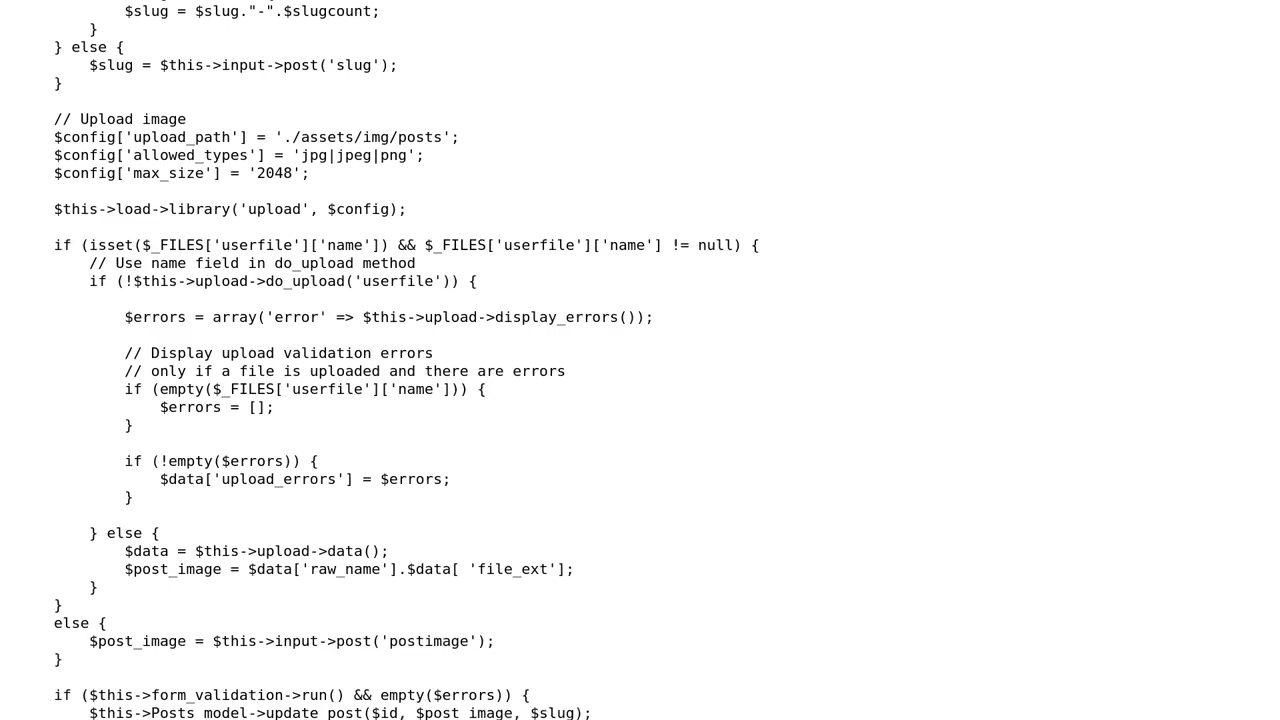 $slug = $slug."-".$slugcount;
}
} else {
$slug = $this->input->post('slug');
}
// Upload image
$config['upload_path'] = './assets/img/posts';
$config['allowed_types'] = 'jpg|jpeg|png';
$config['max_size'] = '2048';
$this->load->library('upload', $config);
if (isset($_FILES['userfile']['name']) && $_FILES['userfile']['name'] != null) {
// Use name field in do_upload method
if (!$this->upload->do_upload('userfile')) {
$errors = array('error' => $this->upload->display_errors());
// Display upload validation errors
// only if a file is uploaded and there are errors
if (empty($_FILES['userfile']['name'])) {
$errors = [];
}
if (!empty($errors)) {
$data['upload_errors'] = $errors;
}
} else {
$data = $this->upload->data();
$post_image = $data['raw_name'].$data[ 'file_ext'];
}
}
else {
$post_image = $this->input->post('postimage');
}
if ($this->form_validation->run() && empty($errors)) {
$this->Posts_model->update_post($id, $post_image, $slug);